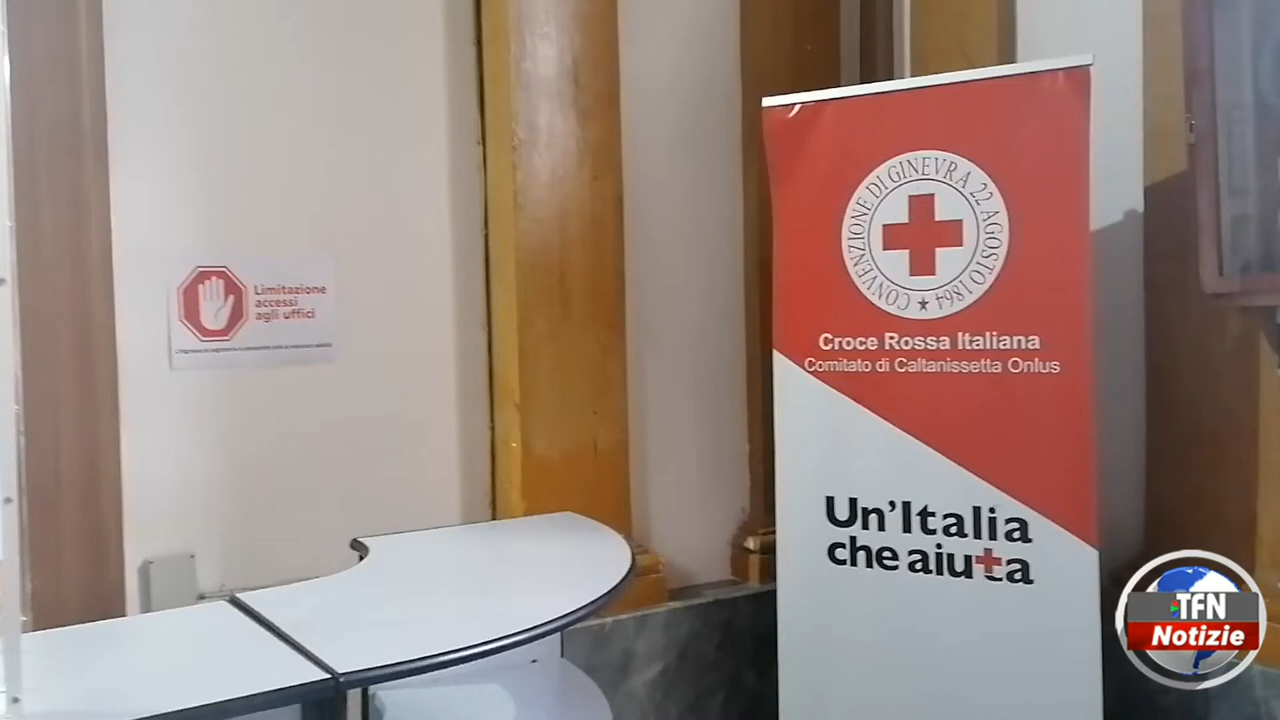 Limitazione
accessi
agli uffici
CONVENZIONE DI GINEVRA 22 AGOSTO 1864
Croce Rossa Italiana
Comitato di Caltanissetta Onlus
Un'Italia
che aiuta
TFN
Notizie